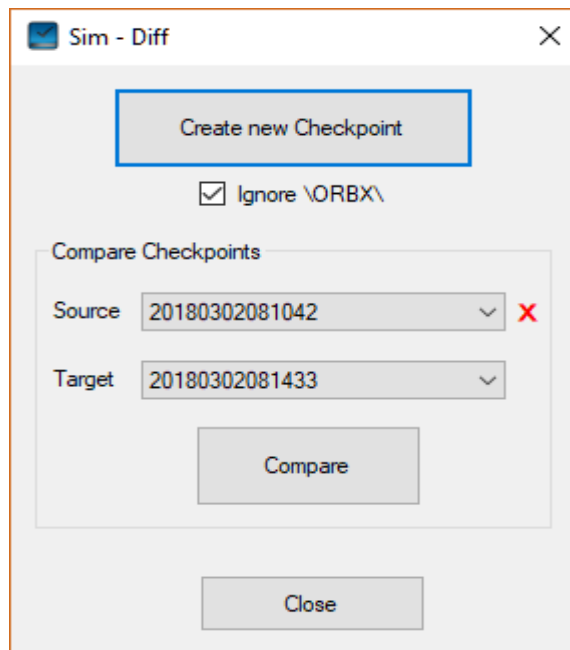 Sim - Diff
Create new Checkpoint
Ignore \ORBX\
Compare Checkpoints
Source 20180302081042 X
Target 20180302081433
Compare
Close